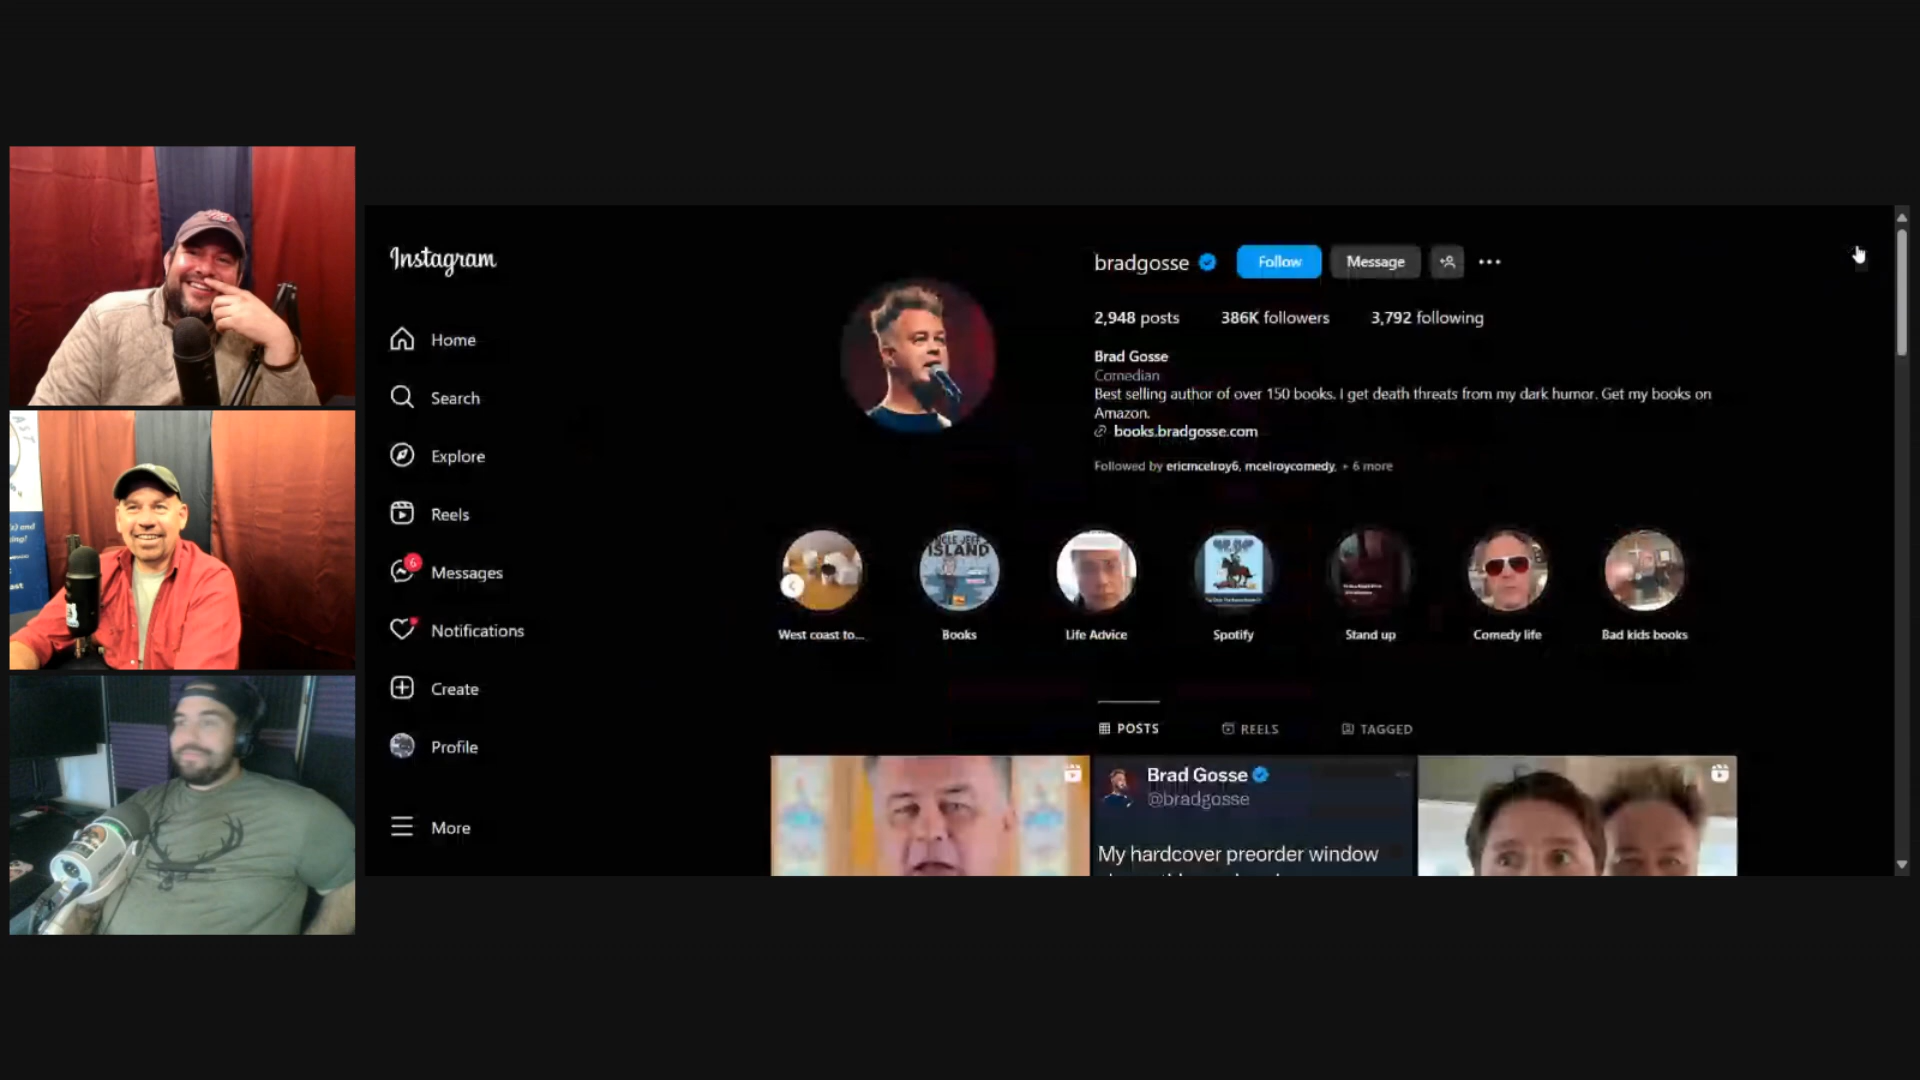 Instagram
Home
Search
Explore
Reels
6
Messages
Notifications
Create
Profile
More
bradgosse
Follow
Message
2,948 posts
386K followers
3,792 following
Brad Gosse
Comedian
Best selling author of over 150 books. I get death threats from my dark humor. Get my books on
Amazon.
books.bradgosse.com
Followed by ericmcelroy6, mcelroycomedy, + 6 more
ISLAND
West coast to...
Books
Life Advice
Spotify
Stand up
Comedy life
Bad kids books
POSTS
REELS
TAGGED
Brad Gosse
@bradgosse
My hardcover preorder window